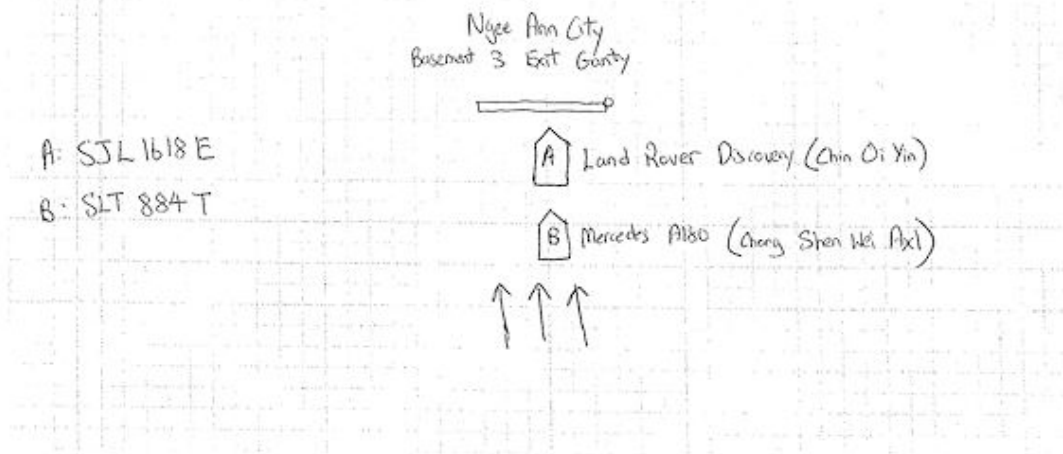 Ngee Ann City
Basement 3 Exit Gantry
A: SJL 1618 E
A Land Rover Discovery (Chin Oi Yin)
B: SLT 884 T
B Mercedes A180 (Cheng Shen Wei Axl)